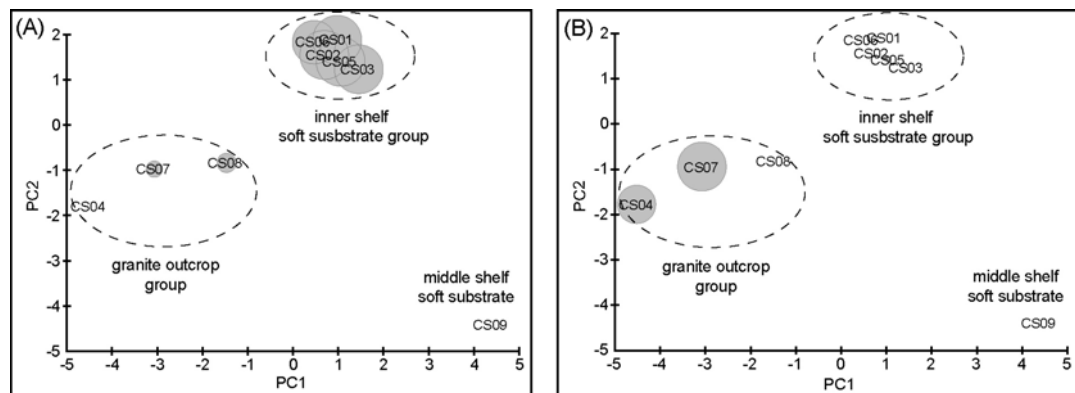 (A)
2
1
0
-1
-2
-3
-4
-5
PC2
CS06 CS01
CS02
CS05
CS03
inner shelf
soft susbstrate group
CS07
CS08
CS04
granite outcrop
group
middle shelf
soft substrate
CS09
-5 -4 -3 -2 -1 0 1 2 3 4 5
PC1
(B)
2
1
0
-1
-2
-3
-4
-5
PC2
CS06 CS01
CS02
CS05
CS03
inner shelf
soft susbstrate group
CS08
CS07
CS04
granite outcrop
group
middle shelf
soft substrate
CS09
-5 -4 -3 -2 -1 0 1 2 3 4 5
PC1